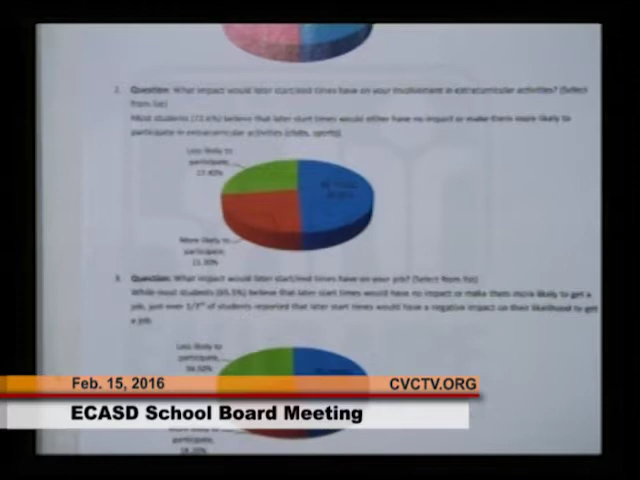 2. Question: What impact would later start/end times have on your involvement in extracurricular activities? (Select
from list)
Most students (72.6%) believe that later start times would either have no impact or make them more likely to
participate in extracurricular activities (clubs, sports).
Less likely to
participate,
More likely to
participate,
3. Question: What impact would later start/end times have on your job? (Select from list)
While most students believe that later start times would have no impact or make them more likely to get a
job, just over 1/7th of students reported that later start times would have a negative impact on their likelihood to get
a job.
Less likely to
participate,
participate,
Feb. 15, 2016
CVCTV.ORG
ECASD School Board Meeting